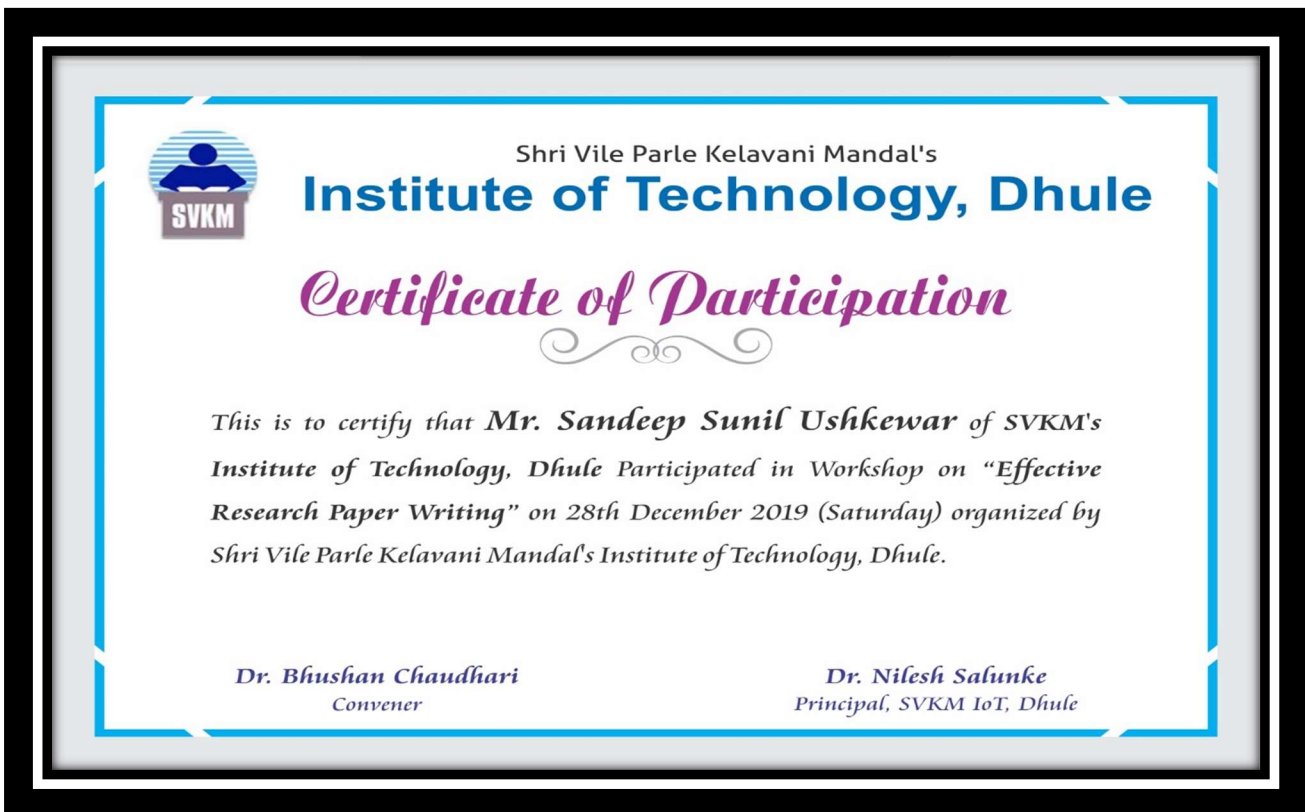 SVKM
Shri Vile Parle Kelavani Mandal's
Institute of Technology, Dhule
Certificate of Participation
This is to certify that Mr. Sandeep Sunil Ushkewar of SVKM's
Institute of Technology, Dhule Participated in Workshop on “Effective
Research Paper Writing” on 28th December 2019 (Saturday) organized by
Shri Vile Parle Kelavani Mandal's Institute of Technology, Dhule.
Dr. Bhushan Chaudhari
Convener
Dr. Nilesh Salunke
Principal, SVKM IoT, Dhule